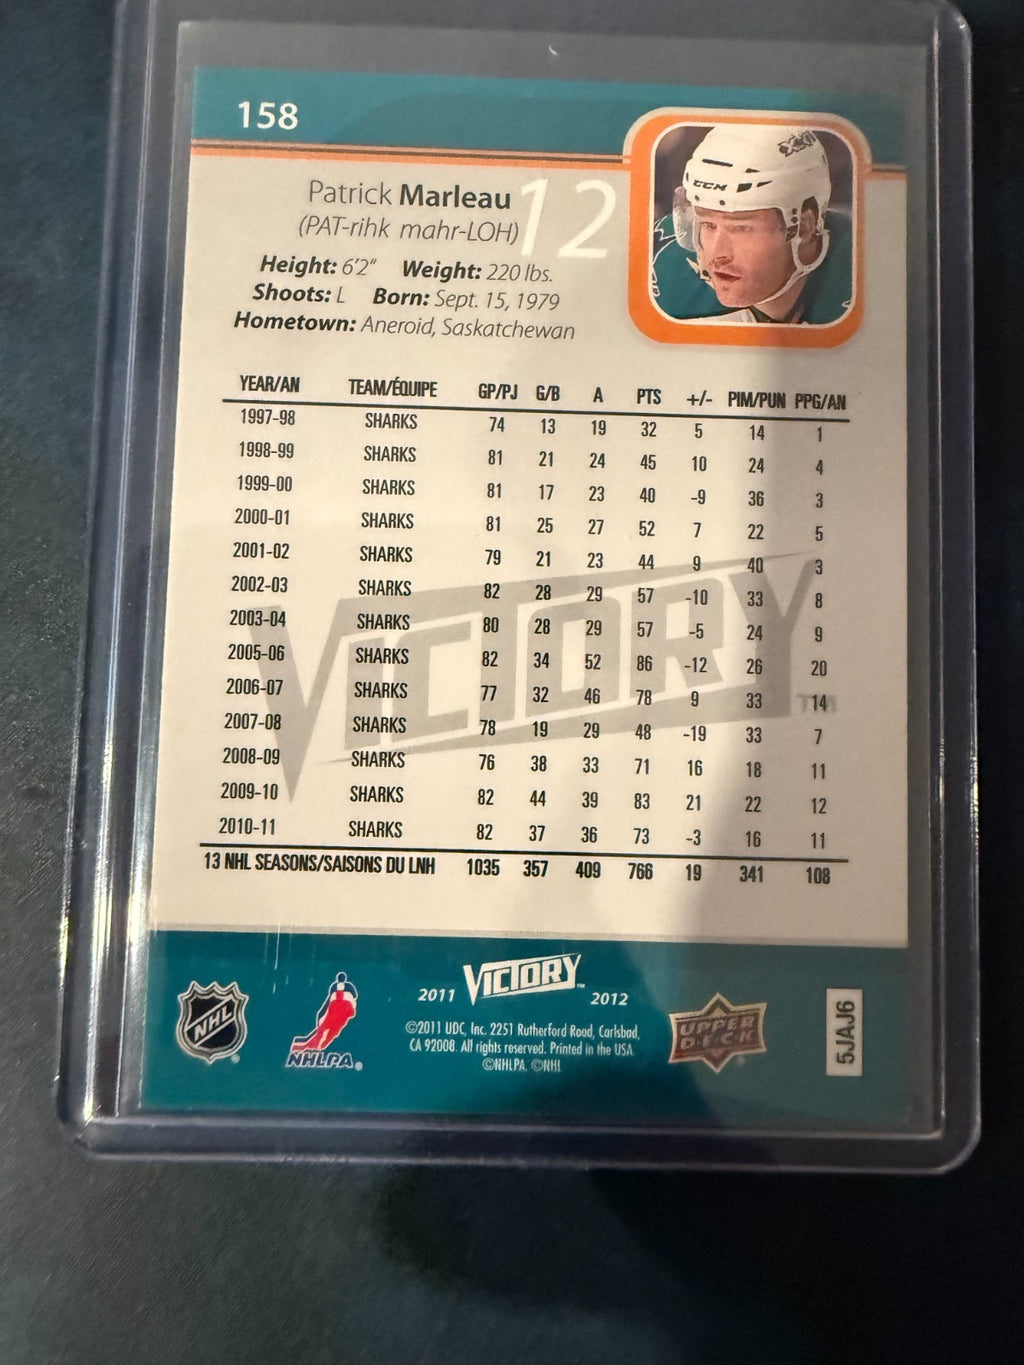 158
Patrick Marleau 12
(PAT-rihk mahr-LOH)
Height: 6'2" Weight: 220 lbs.
Shoots: L Born: Sept. 15, 1979
Hometown: Aneroid, Saskatchewan
CCM
YEAR/AN TEAM/ÉQUIPE GP/PJ G/B A PTS +/- PIM/PUN PPG/AN
1997-98 SHARKS 74 13 19 32 5 14 1
1998-99 SHARKS 81 21 24 45 10 24 4
1999-00 SHARKS 81 17 23 40 -9 36 3
2000-01 SHARKS 81 25 27 52 7 22 5
2001-02 SHARKS 79 21 23 44 9 40 3
2002-03 SHARKS 82 28 29 57 -10 33 8
2003-04 SHARKS 80 28 29 57 -5 24 9
2005-06 SHARKS 82 34 52 86 -12 26 20
2006-07 SHARKS 77 32 46 78 9 33 14
2007-08 SHARKS 78 19 29 48 -19 33 7
2008-09 SHARKS 76 38 33 71 16 18 11
2009-10 SHARKS 82 44 39 83 21 22 12
2010-11 SHARKS 82 37 36 73 -3 16 11
13 NHL SEASONS/SAISONS DU LNH 1035 357 409 766 19 341 108
VICTORY TM
NHL
NHLPA
2011 VICTORY 2012
©2011 UDC, Inc. 2251 Rutherford Road, Carlsbad,
CA 92008. All rights reserved. Printed in the USA
©NHLPA. ©NHL
UPPER
DECK
5JAJ6